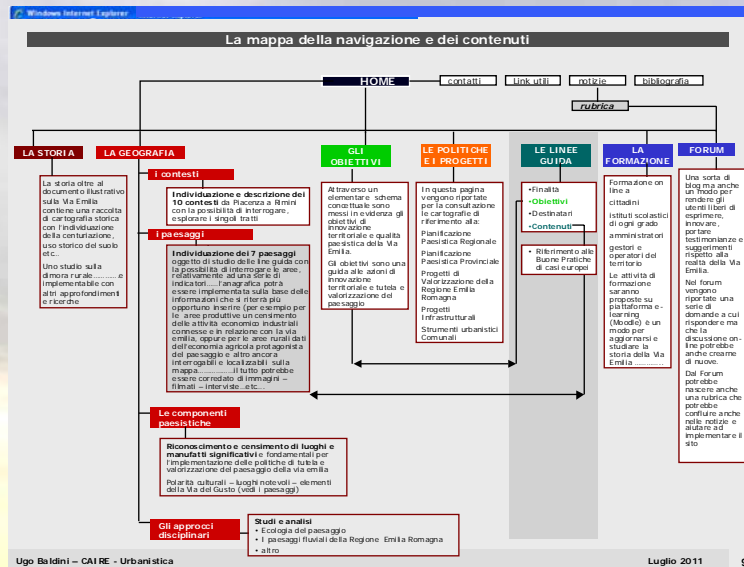 Windows Internet Explorer
La mappa della navigazione e dei contenuti
HOME
contatti
Link utili
notizie
bibliografia
rubrica
LA STORIA
La storia oltre al
documento illustrativo
sulla Via Emilia
contiene una raccolta
di cartografia storica
con l'individuazione
della centuriazione,
uso storico del suolo
etc..
Uno studio sulla
dimora rurale………..e
implementabile con
altri approfondimenti
e ricerche
LA GEOGRAFIA
i contesti
Individuazione e descrizione dei
10 contesti da Piacenza a Rimini
con la possibilità di interrogare,
esplorare i singoli tratti
i paesaggi
Individuazione dei 7 paesaggi
oggetto di studio delle line guida con
la possibilità di interrogare le aree,
relativamente ad una serie di
indicatori…..l'anagrafica potrà
essere implementata sulla base delle
informazioni che si riterrà più
opportuno inserire (per esempio per
le aree produttive un censimento
delle attività economico industriali
connesse e in relazione con la via
emilia, oppure per le aree rurali dati
dell'economia agricola protagonista
del paesaggio e altro ancora
interrogabili e localizzabili sulla
mappa……………il tutto potrebbe
essere corredato di immagini –
filmati – interviste..etc…
Le componenti
paesistiche
Riconoscimento e censimento di luoghi e
manufatti significativi e fondamentali per
l'implementazione delle politiche di tutela e
valorizzazione del paesaggio della via emilia
Polarità culturali – luoghi notevoli – elementi
della Via del Gusto (vedi i paesaggi)
Gli approcci
disciplinari
Studi e analisi
• Ecologia del paesaggio
• I paesaggi fluviali della Regione Emilia Romagna
• altro
GLI
OBIETTIVI
Atraverso un
elementare schema
concettuale sono
messi in evidenza gli
obiettivi di
innovazione
territoriale e qualità
paesistica della Via
Emilia.
Gli obiettivi sono una
guida alle azioni di
innovazione
territoriale e tutela e
valorizzazione del
paesaggio
LE POLITICHE
E I PROGETTI
In questa pagina
vengono riportate
per la consultazione
le cartografie di
riferimento alla:
Pianificazione
Paesistica Regionale
Pianificazione
Paesistica Provinciale
Progetti di
Valorizzazione della
Regione Emilia
Romagna
Progetti
Infrastrutturali
Strumenti urbanistici
Comunali
LE LINEE
GUIDA
•Finalità
•Obiettivi
•Destinatari
•Contenuti
• Riferimento alle
Buone Pratiche
di casi europei
LA
FORMAZIONE
Formazione on
line a
cittadini
istituti scolastici
di ogni grado
amministratori
gestori e
operatori del
territorio
Le attività di
formazione
saranno
proposte su
piattaforma e-
learning
(Moodle) è un
modo per
aggiornarsi e
studiare la
storia della Via
Emilia ………….
FORUM
Una sorta di
blog ma anche
un modo per
rendere gli
utenti liberi di
esprimere,
innovare,
portare
testimonianze e
suggerimenti
rispetto alla
realtà della Via
Emilia.
Nel forum
vengono
riportate una
serie di
domande a cui
rispondere ma
che la
discussione on-
line potrebbe
anche crearne
di nuove.
Dal Forum
potrebbe
nascere anche
una rubrica che
potrebbe
confluire anche
nelle notizie e
aiutare ad
implementare il
sito
Ugo Baldini – CAIRE - Urbanistica
Luglio 2011
9